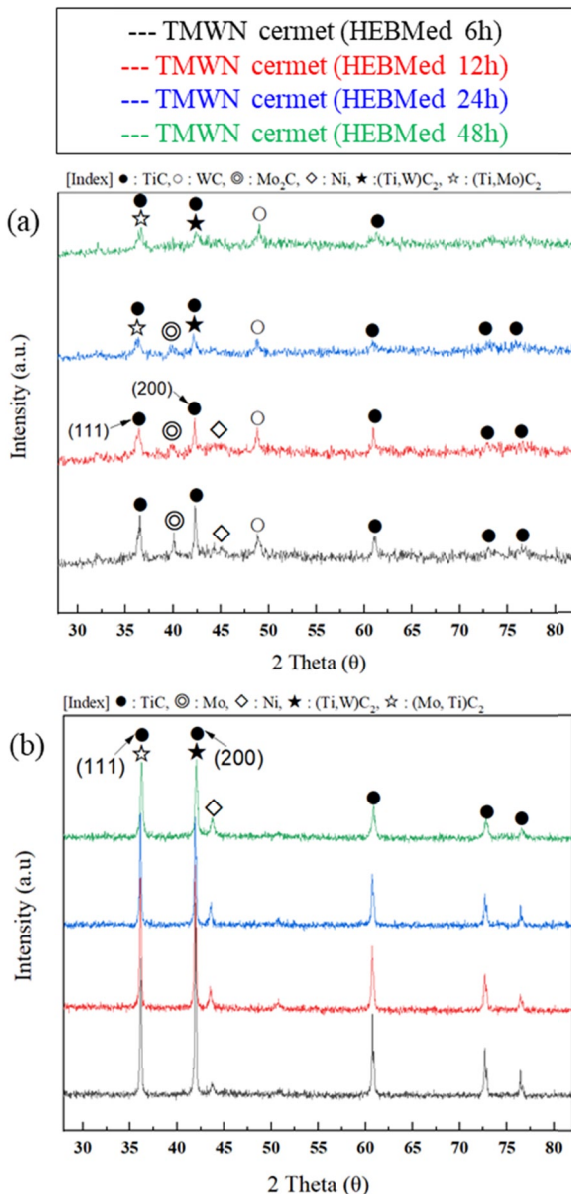 --- TMWN cermet (HEBMed 6h)
--- TMWN cermet (HEBMed 12h)
--- TMWN cermet (HEBMed 24h)
--- TMWN cermet (HEBMed 48h)
[Index] ● : TiC, ○ : WC, ◎ : Mo₂C, ◇ : Ni, ★ :(Ti,W)C₂, ☆ : (Ti,Mo)C₂
(a)
(200)
(111)
Intensity (a.u.)
30 35 40 45 50 55 60 65 70 75 80
2 Theta (θ)
[Index] ● : TiC, ◎ : Mo, ◇ : Ni, ★ : (Ti,W)C₂, ☆ : (Mo, Ti)C₂
(b)
(111) (200)
Intensity (a.u)
30 35 40 45 50 55 60 65 70 75 80
2 Theta (θ)